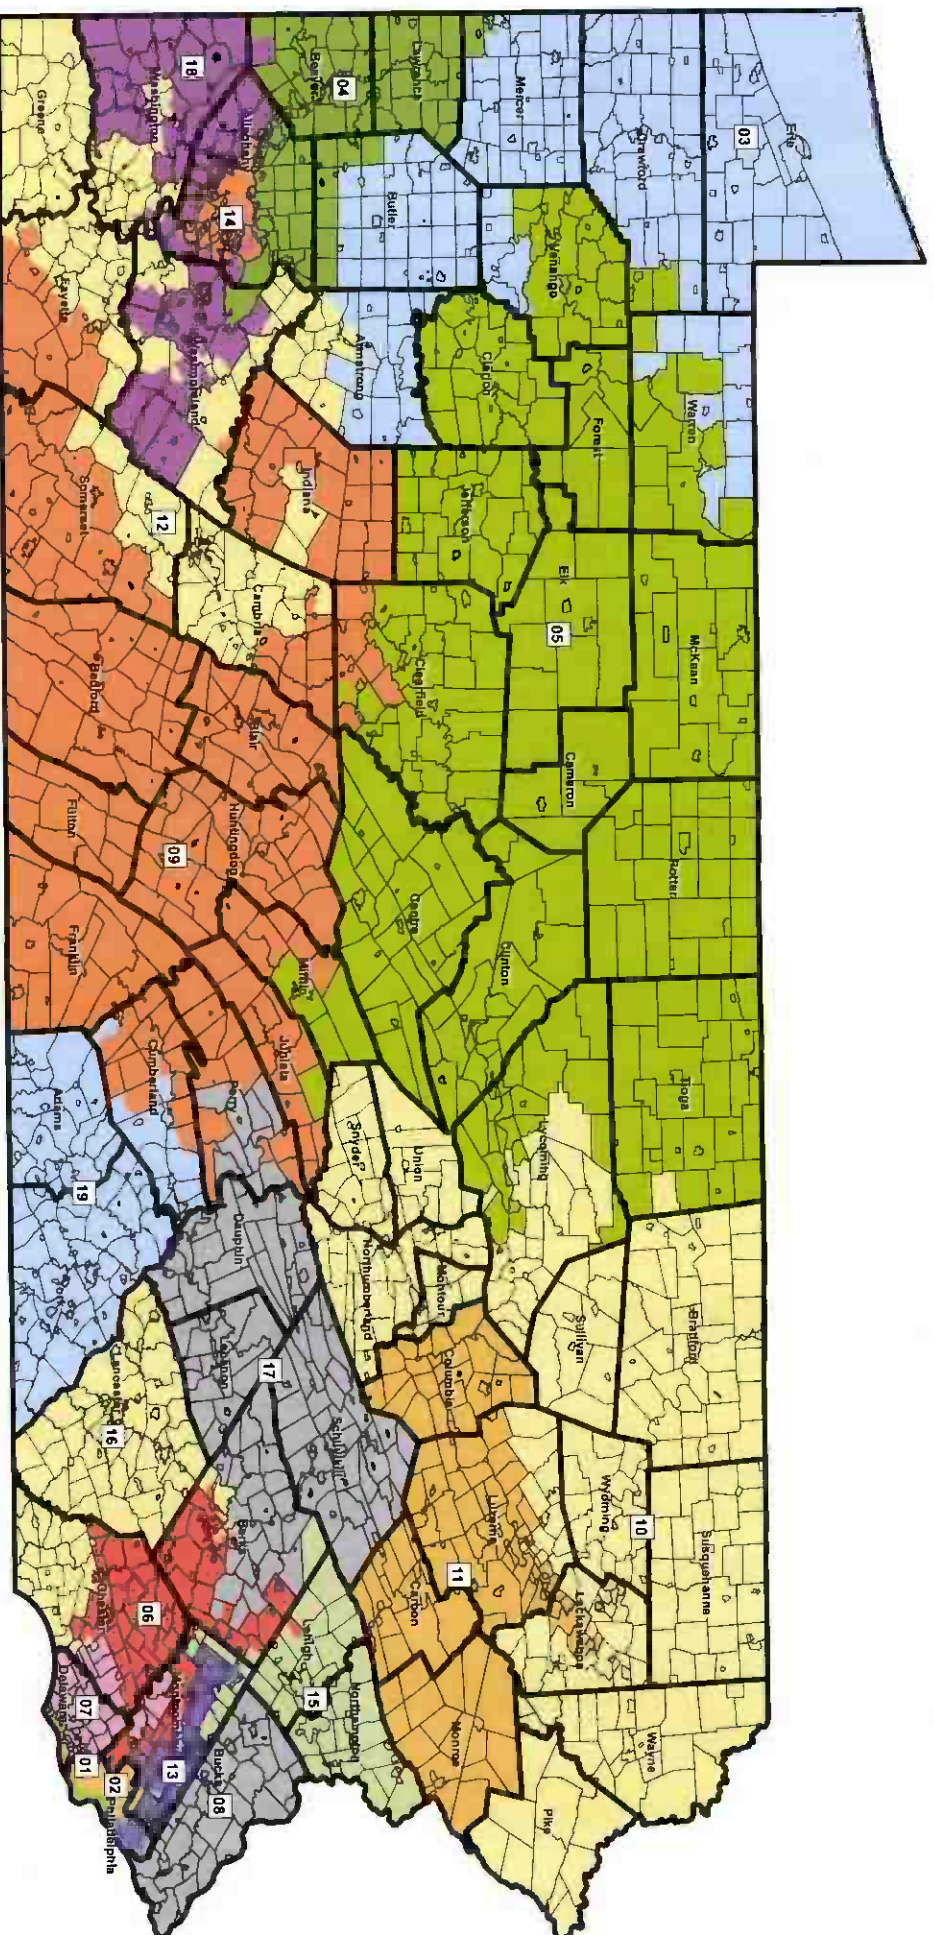 Erie
03
Crawford
Mercer
Lawrence
04
Beaver
Butler
Venango
Warren
Forest
Clarion
Armstrong
Allegheny
14
18
Washington
Greene
Fayette
Westmoreland
Indiana
Jefferson
Elk
05
McKean
Cameron
Clearfield
Cambria
12
Somerset
Bedford
Blair
Huntingdon
09
Fulton
Franklin
Potter
Clinton
Centre
Mifflin
Juniata
Perry
Cumberland
Adams
19
York
Tioga
Lycoming
Union
Snyder
Northumberland
Montour
Dauphin
Lebanon
17
Lancaster
16
Bradford
Sullivan
Columbia
Schuylkill
Berks
Susquehanna
10
Wyoming
Lackawanna
Luzerne
11
Carbon
Wayne
Pike
Monroe
Northampton
Lehigh
15
Bucks
08
13
06
Chester
07
Delaware
01
02
Philadelphia